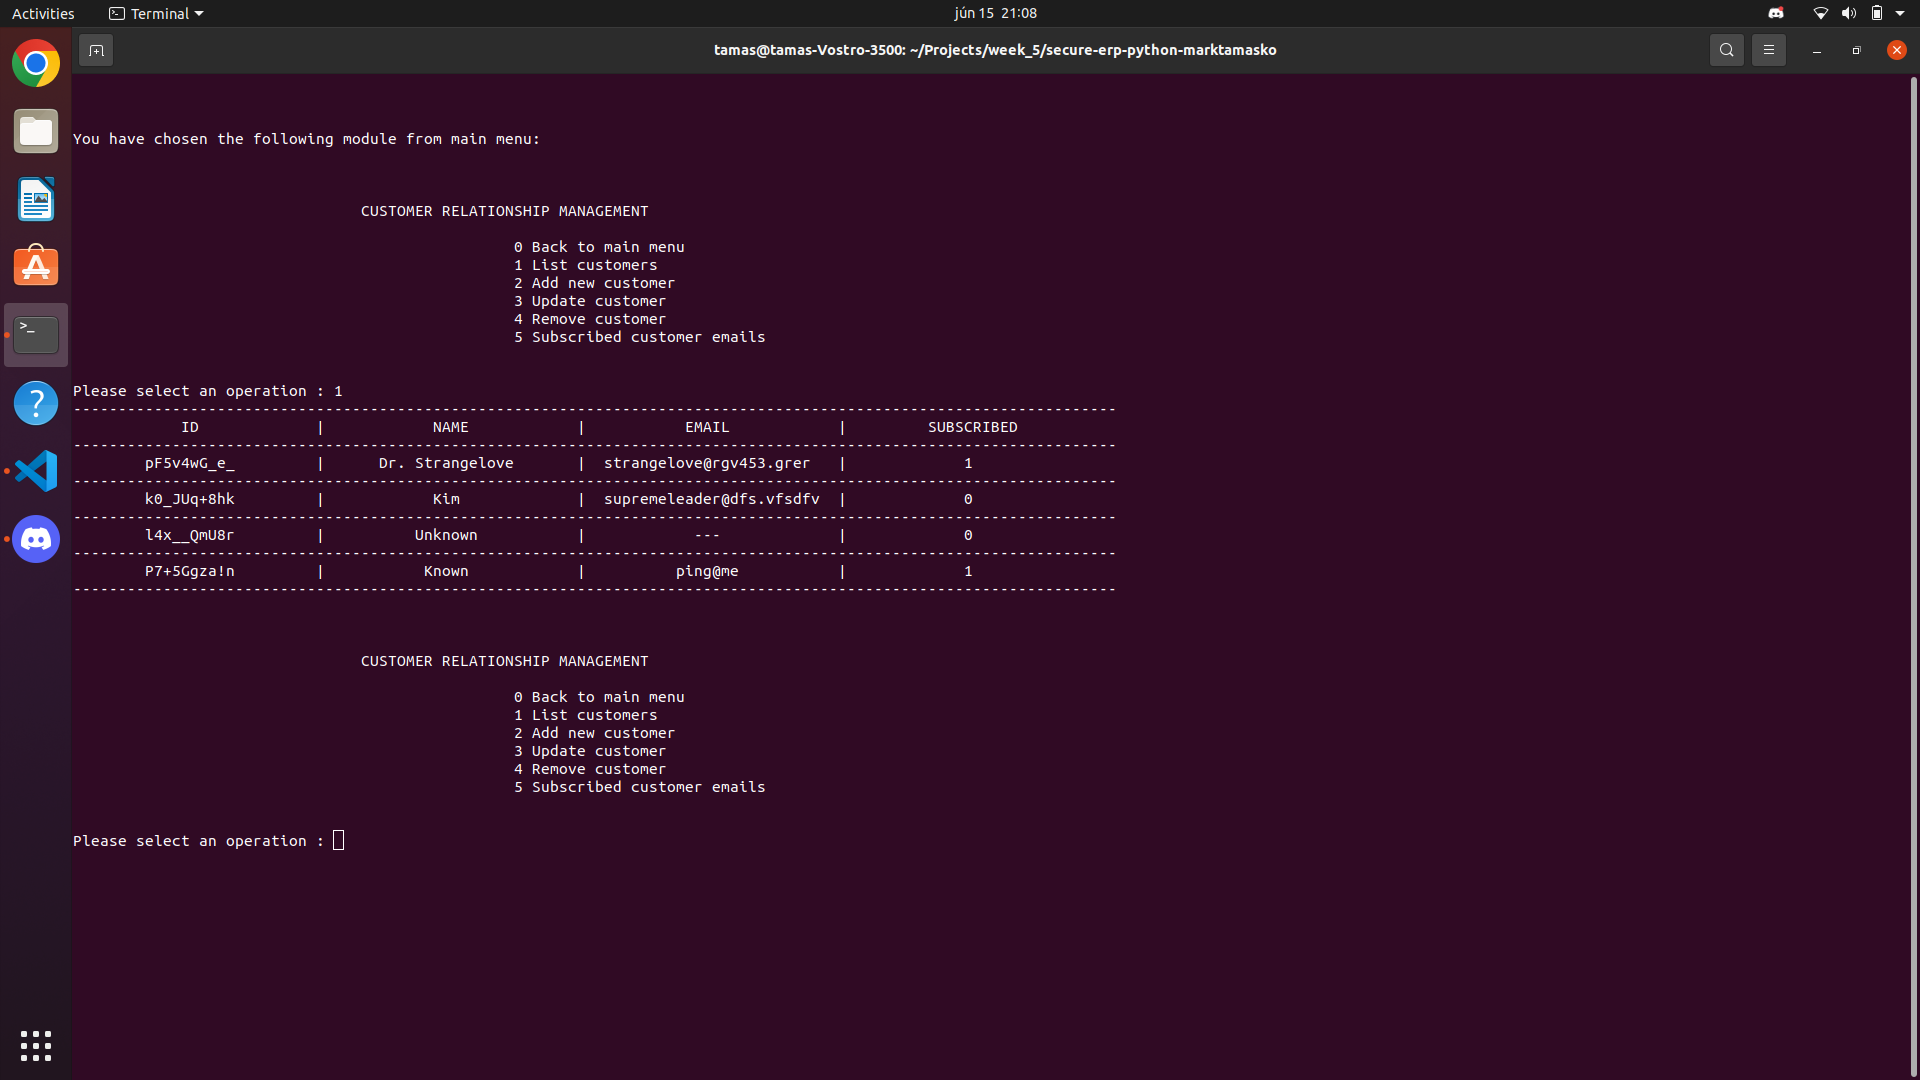 Activities Terminal jún 15 21:08
tamas@tamas-Vostro-3500: ~/Projects/week_5/secure-erp-python-marktamasko
You have chosen the following module from main menu:
CUSTOMER RELATIONSHIP MANAGEMENT
0 Back to main menu
1 List customers
2 Add new customer
3 Update customer
4 Remove customer
5 Subscribed customer emails
Please select an operation : 1
--------------------------------------------------------------------------------------------------------------------
ID | NAME | EMAIL | SUBSCRIBED
--------------------------------------------------------------------------------------------------------------------
pF5v4wG_e_ | Dr. Strangelove | strangelove@rgv453.grer | 1
--------------------------------------------------------------------------------------------------------------------
k0_JUq+8hk | Kim | supremeleader@dfs.vfsdfv | 0
--------------------------------------------------------------------------------------------------------------------
l4x__QmU8r | Unknown | --- | 0
--------------------------------------------------------------------------------------------------------------------
P7+5Ggza!n | Known | ping@me | 1
--------------------------------------------------------------------------------------------------------------------
CUSTOMER RELATIONSHIP MANAGEMENT
0 Back to main menu
1 List customers
2 Add new customer
3 Update customer
4 Remove customer
5 Subscribed customer emails
Please select an operation :